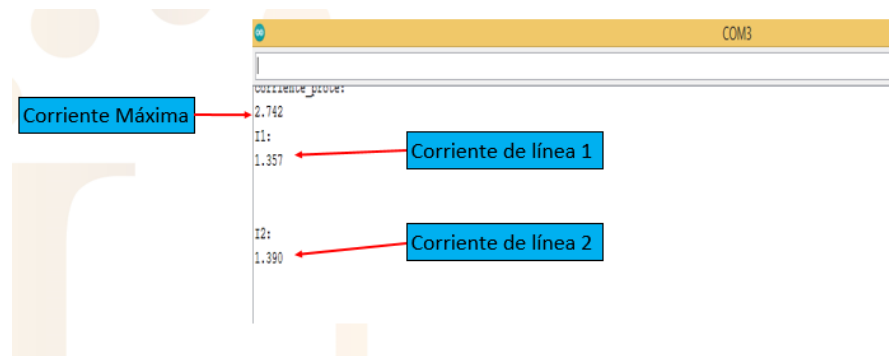 COM3
Corriente_prote:
Corriente Máxima
2.742
I1:
1.357
Corriente de línea 1
I2:
1.390
Corriente de línea 2